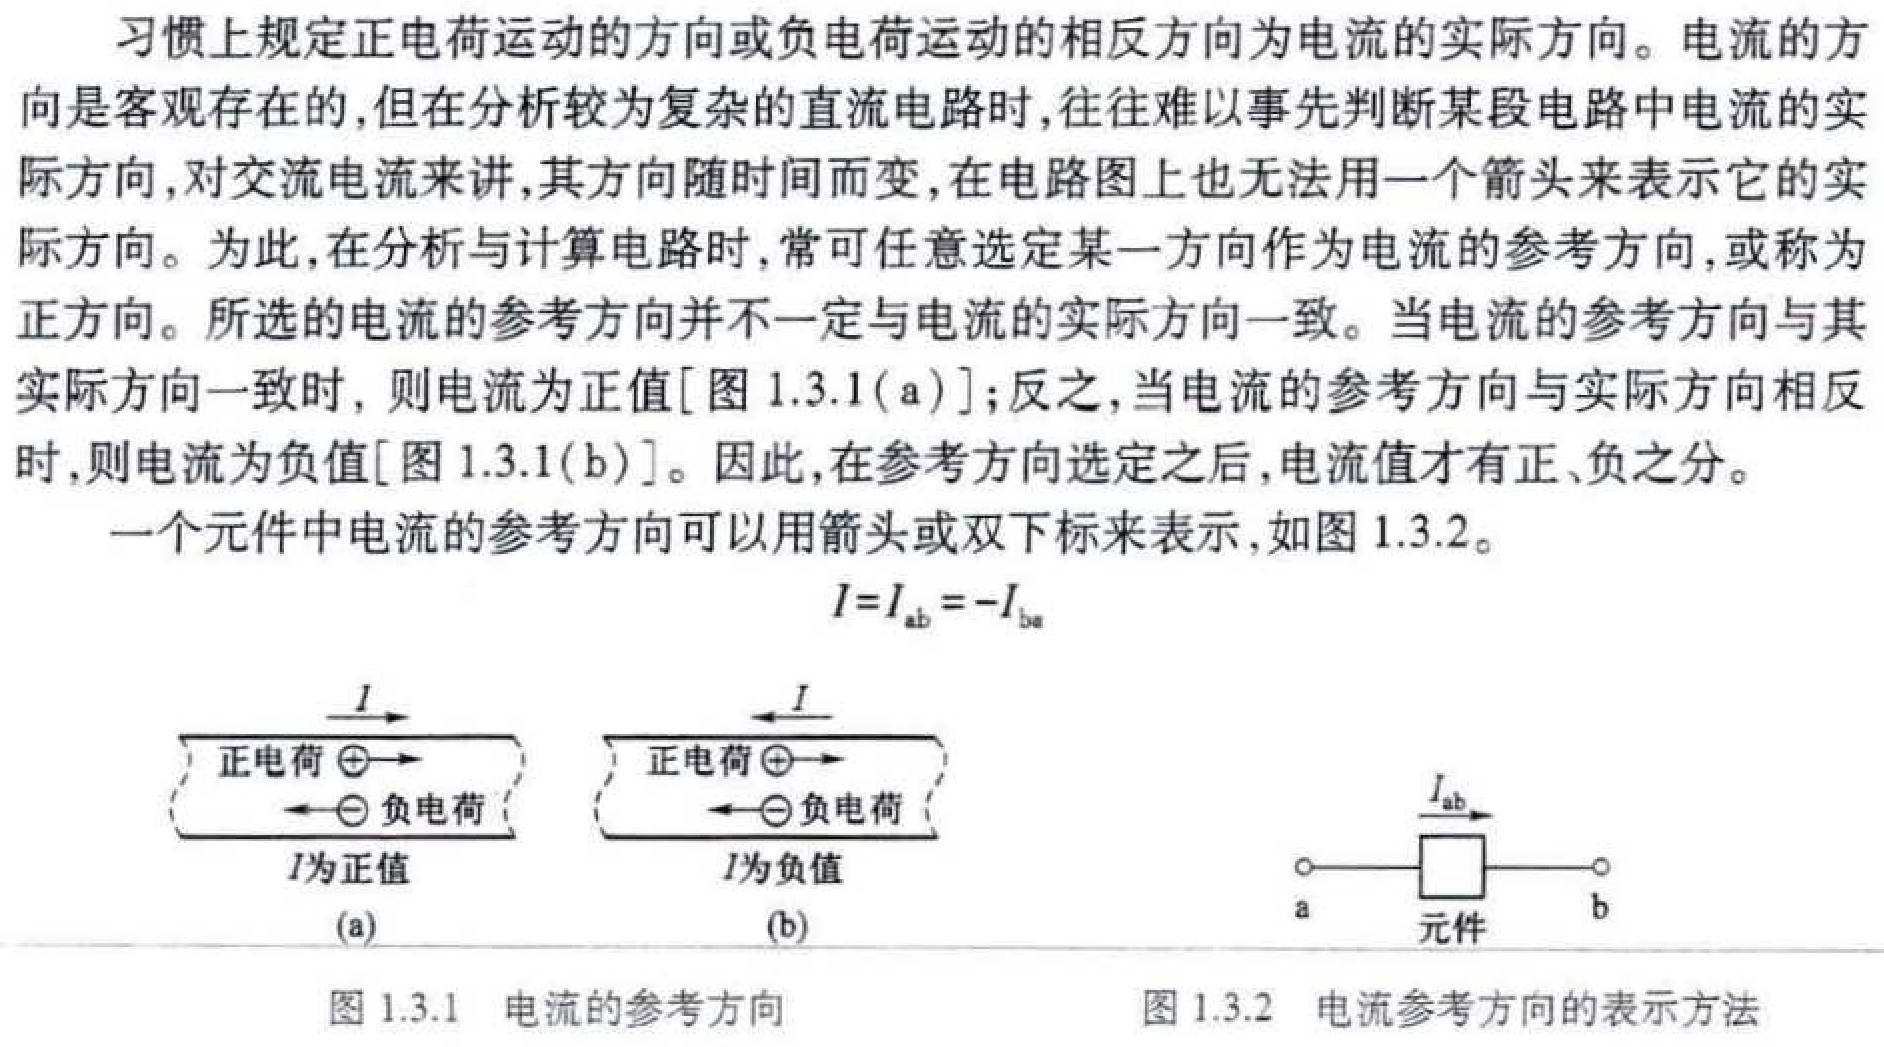 习惯上规定正电荷运动的方向或负电荷运动的相反方向为电流的实际方向。电流的方
向是客观存在的,但在分析较为复杂的直流电路时,往往难以事先判断某段电路中电流的实
际方向,对交流电流来讲,其方向随时间而变,在电路图上也无法用一个箭头来表示它的实
际方向。为此,在分析与计算电路时,常可任意选定某一方向作为电流的参考方向,或称为
正方向。所选的电流的参考方向并不一定与电流的实际方向一致。当电流的参考方向与其
实际方向一致时, 则电流为正值[图 1.3.1(a)];反之,当电流的参考方向与实际方向相反
时,则电流为负值[图 1.3.1(b)]。因此,在参考方向选定之后,电流值才有正、负之分。
一个元件中电流的参考方向可以用箭头或双下标来表示,如图 1.3.2。
I=I_ab=-I_ba
I
正电荷 ⊕
⊖ 负电荷
I为正值
(a)
I
正电荷 ⊕
⊖ 负电荷
I为负值
(b)
I_ab
a
b
元件
图 1.3.1 电流的参考方向
图 1.3.2 电流参考方向的表示方法